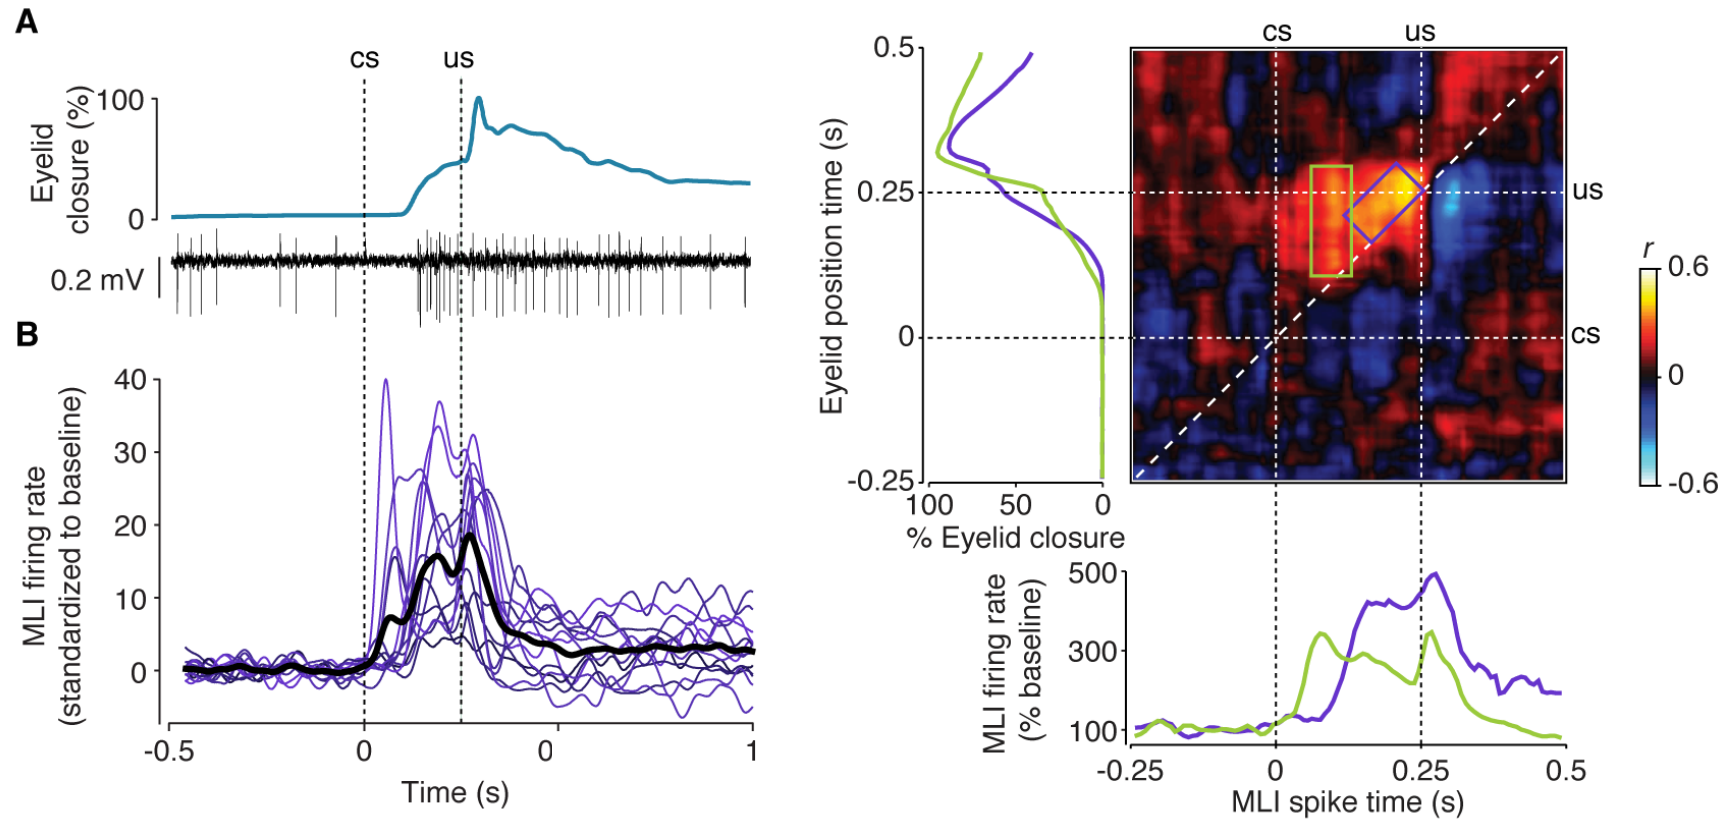 A
cs
us
Eyelid
closure (%)
100
0
0.2 mV
B
MLI firing rate
(standardized to baseline)
40
30
20
10
0
-0.5
0
0
1
Time (s)
cs
us
Eyelid position time (s)
0.5
0.25
0
-0.25
100
50
0
% Eyelid closure
us
cs
r
0.6
0
-0.6
MLI firing rate
(% baseline)
500
300
100
-0.25
0
0.25
0.5
MLI spike time (s)